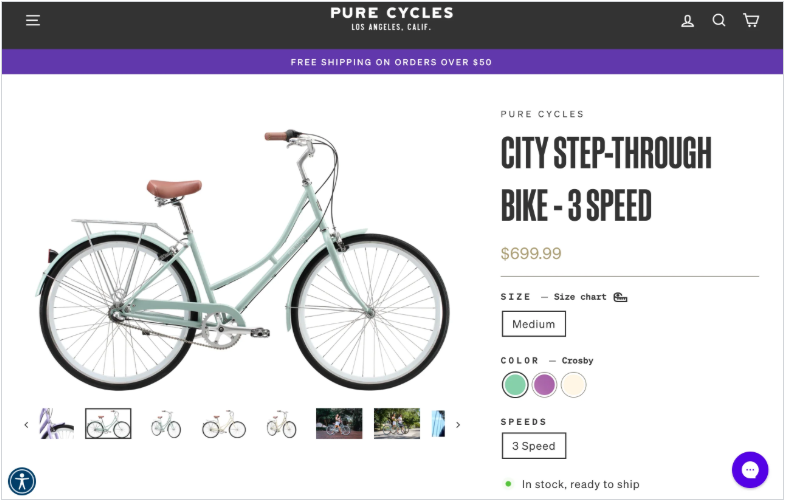 PURE CYCLES
LOS ANGELES, CALIF.
FREE SHIPPING ON ORDERS OVER $50
PURE CYCLES
CITY STEP-THROUGH
BIKE - 3 SPEED
$699.99
SIZE — Size chart
Medium
COLOR — Crosby
SPEEDS
3 Speed
In stock, ready to ship